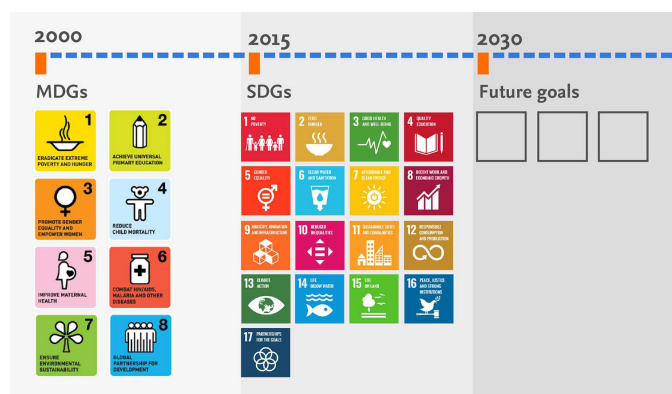 2000
2015
2030
MDGs
SDGs
Future goals
1
ERADICATE EXTREME
POVERTY AND HUNGER
2
ACHIEVE UNIVERSAL
PRIMARY EDUCATION
3
PROMOTE GENDER
EQUALITY AND
EMPOWER WOMEN
4
REDUCE
CHILD MORTALITY
5
IMPROVE MATERNAL
HEALTH
6
COMBAT HIV/AIDS,
MALARIA AND OTHER
DISEASES
7
ENSURE
ENVIRONMENTAL
SUSTAINABILITY
8
GLOBAL
PARTNERSHIP FOR
DEVELOPMENT
1 NO
POVERTY
2 ZERO
HUNGER
3 GOOD HEALTH
AND WELL-BEING
4 QUALITY
EDUCATION
5 GENDER
EQUALITY
6 CLEAN WATER
AND SANITATION
7 AFFORDABLE AND
CLEAN ENERGY
8 DECENT WORK AND
ECONOMIC GROWTH
9 INDUSTRY, INNOVATION
AND INFRASTRUCTURE
10 REDUCED
INEQUALITIES
11 SUSTAINABLE CITIES
AND COMMUNITIES
12 RESPONSIBLE
CONSUMPTION
AND PRODUCTION
13 CLIMATE
ACTION
14 LIFE
BELOW WATER
15 LIFE
ON LAND
16 PEACE, JUSTICE
AND STRONG
INSTITUTIONS
17 PARTNERSHIPS
FOR THE GOALS